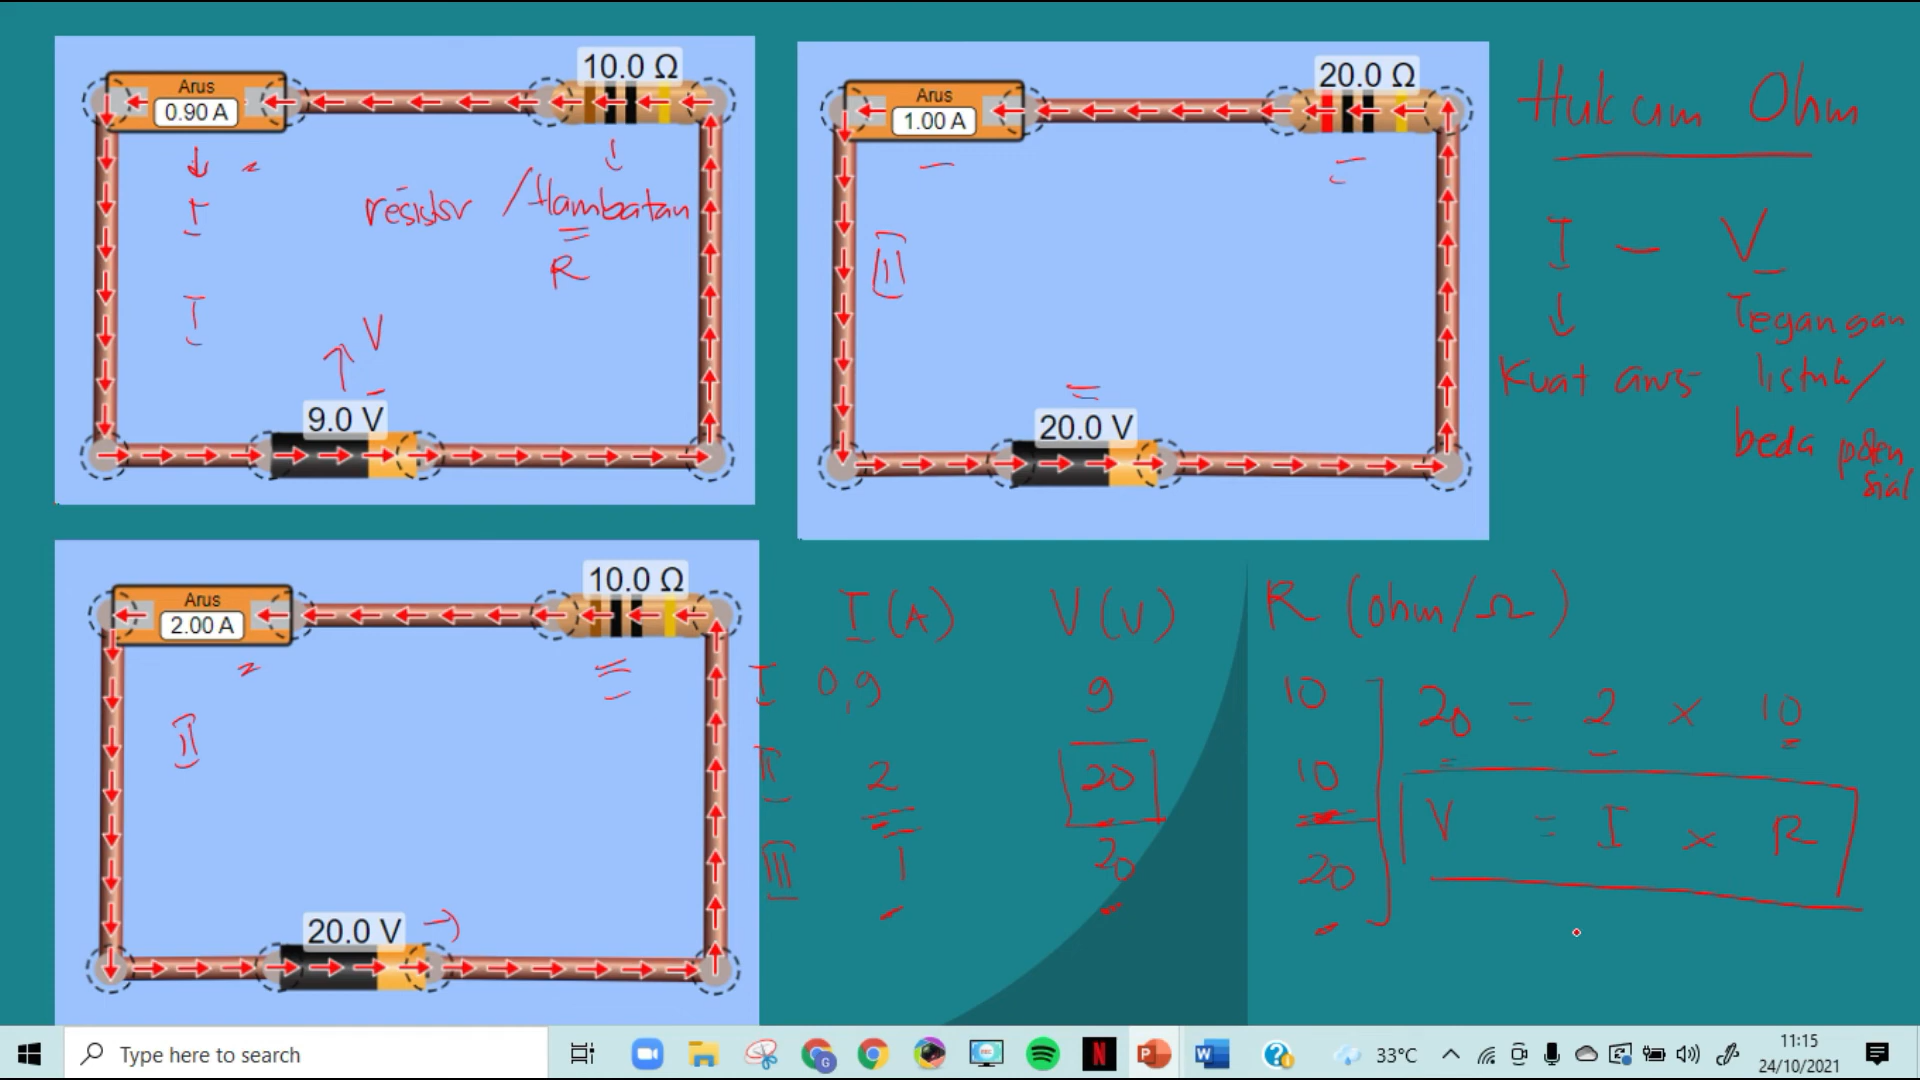 Arus
0.90 A
10.0 Ω
I
I
resistor / Hambatan
R
V
9.0 V
Arus
1.00 A
20.0 Ω
III
20.0 V
Hukum Ohm
I – V
↓ Tegangan
Kuat arus listrik/
beda poten
sial
Arus
2.00 A
10.0 Ω
II
20.0 V
I (A) V (V) R (ohm/Ω)
I 0,9 9 10
II 2 20 10
III 1 20 20
20 = 2 x 10
V = I x R
Type here to search
33°C
11:15
24/10/2021